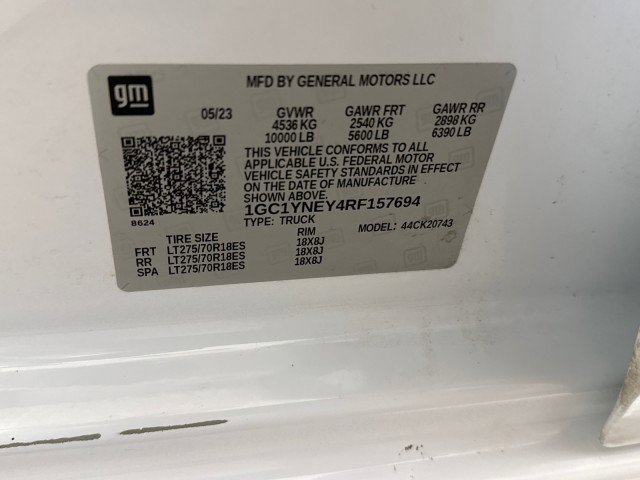 gm
MFD BY GENERAL MOTORS LLC
05/23 GVWR GAWR FRT GAWR RR
4536 KG 2540 KG 2898 KG
10000 LB 5600 LB 6390 LB
THIS VEHICLE CONFORMS TO ALL
APPLICABLE U.S. FEDERAL MOTOR
VEHICLE SAFETY STANDARDS IN EFFECT
ON THE DATE OF MANUFACTURE
SHOWN ABOVE.
1GC1YNEY4RF157694
8624 TYPE: TRUCK MODEL: 44CK20743
TIRE SIZE RIM
FRT LT275/70R18ES 18X8J
RR LT275/70R18ES 18X8J
SPA LT275/70R18ES 18X8J